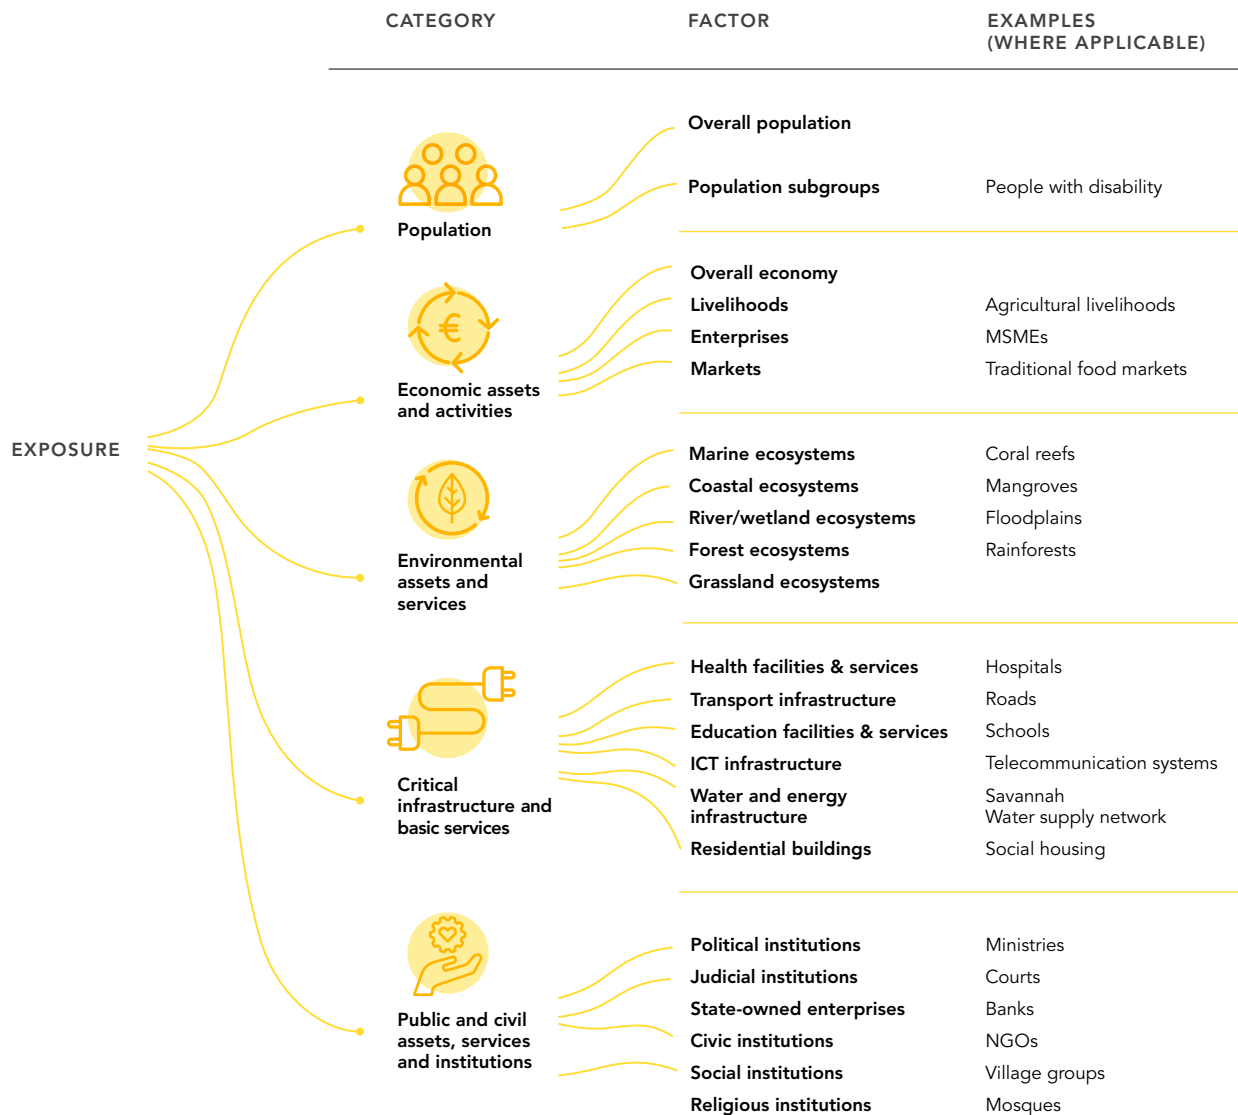 CATEGORY
FACTOR
EXAMPLES
(WHERE APPLICABLE)
EXPOSURE
Population
Overall population
Population subgroups
People with disability
Economic assets
and activities
Overall economy
Livelihoods
Agricultural livelihoods
Enterprises
MSMEs
Markets
Traditional food markets
Environmental
assets and
services
Marine ecosystems
Coral reefs
Coastal ecosystems
Mangroves
River/wetland ecosystems
Floodplains
Forest ecosystems
Rainforests
Grassland ecosystems
Critical
infrastructure and
basic services
Health facilities & services
Hospitals
Transport infrastructure
Roads
Education facilities & services
Schools
ICT infrastructure
Telecommunication systems
Water and energy
infrastructure
Savannah
Water supply network
Residential buildings
Social housing
Public and civil
assets, services
and institutions
Political institutions
Ministries
Judicial institutions
Courts
State-owned enterprises
Banks
Civic institutions
NGOs
Social institutions
Village groups
Religious institutions
Mosques
€